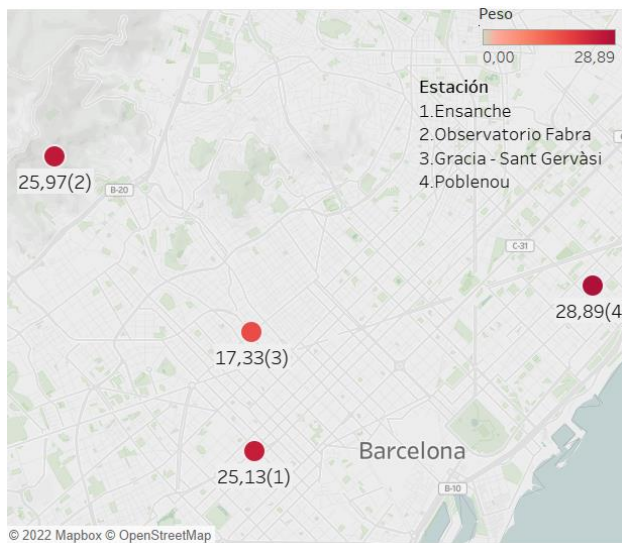 Peso
0,00 28,89
Estación
1.Ensanche
2.Observatorio Fabra
3.Gracia - Sant Gervàsi
4.Poblenou
25,97(2)
B-20
C-31
28,89(4
17,33(3)
Barcelona
25,13(1)
B-10
© 2022 Mapbox © OpenStreetMap